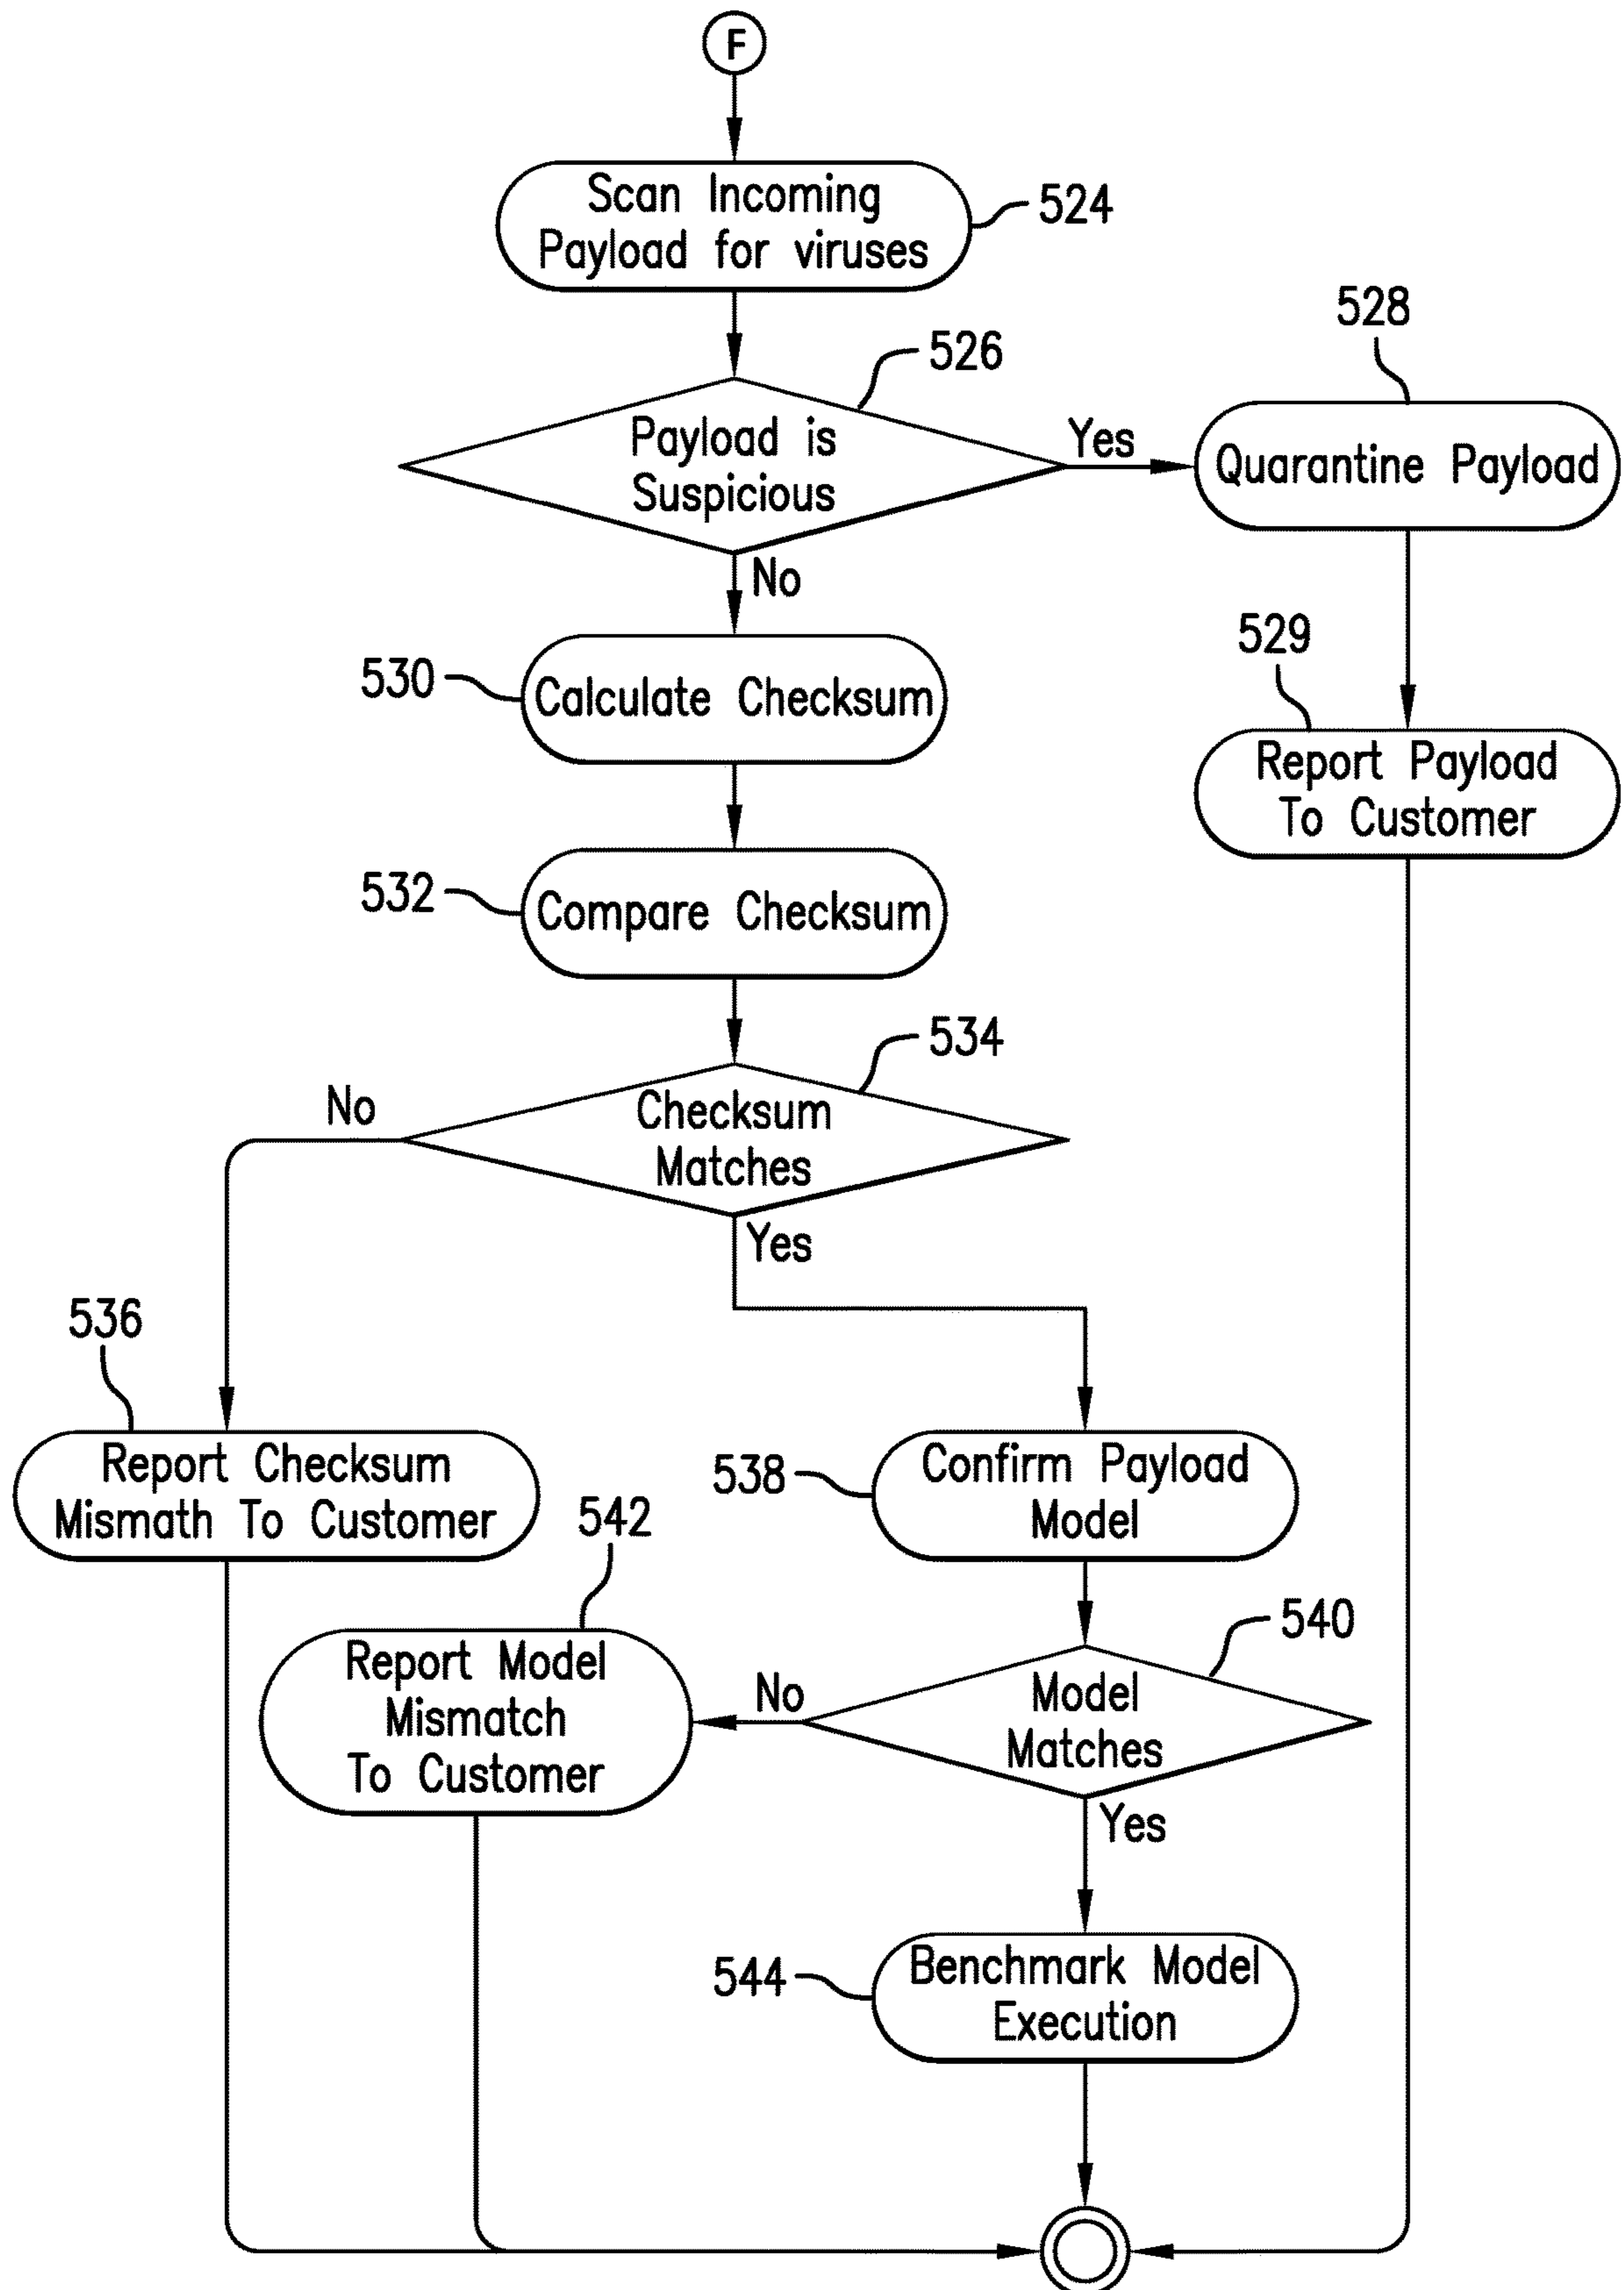 F
Scan Incoming
Payload for viruses
524
526
Payload is
Suspicious
Yes
528
Quarantine Payload
No
529
Report Payload
To Customer
530
Calculate Checksum
532
Compare Checksum
534
Checksum
Matches
No
Yes
536
Report Checksum
Mismath To Customer
538
Confirm Payload
Model
542
Report Model
Mismatch
To Customer
540
Model
Matches
No
Yes
544
Benchmark Model
Execution